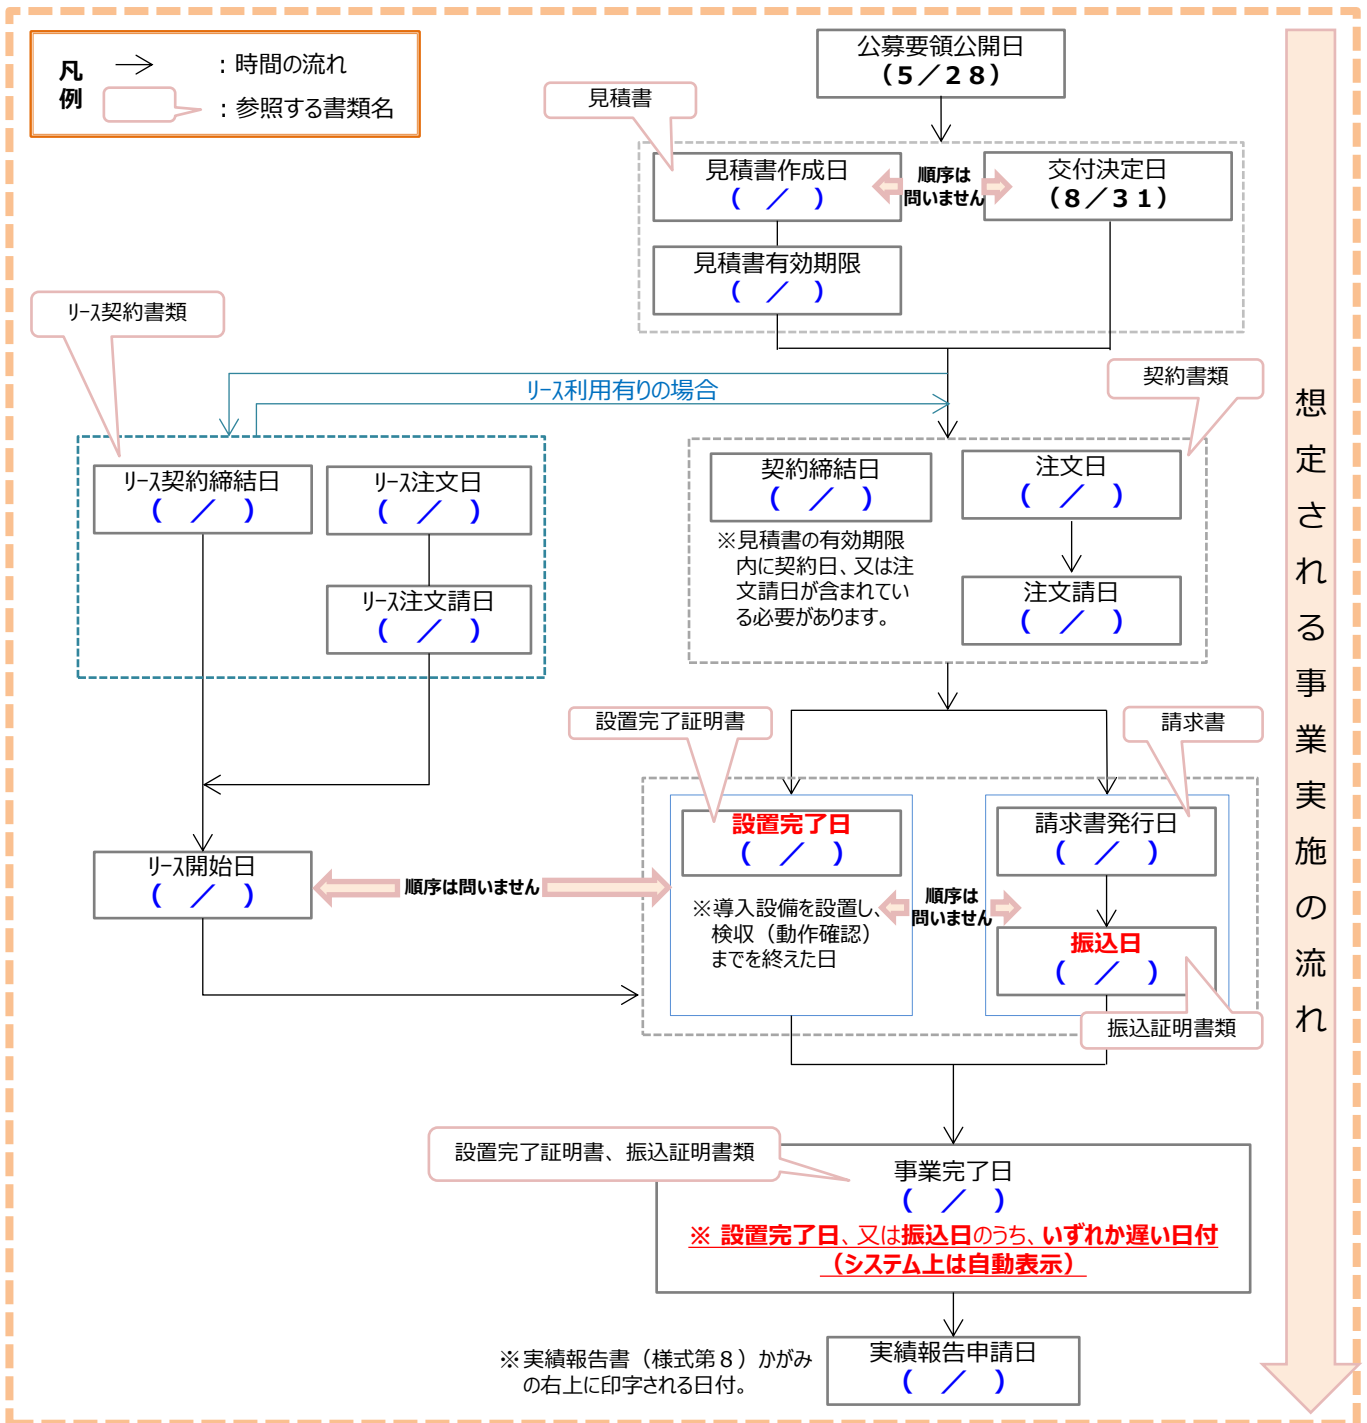 凡
例
：時間の流れ
：参照する書類名
公募要領公開日
（５／２８）
見積書
見積書作成日
（　／　）
順序は
問いません
交付決定日
（８／３１）
見積書有効期限
（　／　）
リース契約書類
リース利用有りの場合
契約書類
リース契約締結日
（　／　）
リース注文日
（　／　）
リース注文請日
（　／　）
契約締結日
（　／　）
※見積書の有効期限
内に契約日、又は注
文請日が含まれてい
る必要があります。
注文日
（　／　）
注文請日
（　／　）
設置完了証明書
請求書
設置完了日
（　／　）
※導入設備を設置し、
検収（動作確認）
までを終えた日
順序は
問いません
請求書発行日
（　／　）
振込日
（　／　）
振込証明書類
リース開始日
（　／　）
順序は問いません
設置完了証明書、振込証明書類
事業完了日
（　／　）
※ 設置完了日、又は振込日のうち、いずれか遅い日付
（システム上は自動表示）
※実績報告書（様式第８）かがみ
の右上に印字される日付。
実績報告申請日
（　／　）
想定される事業実施の流れ